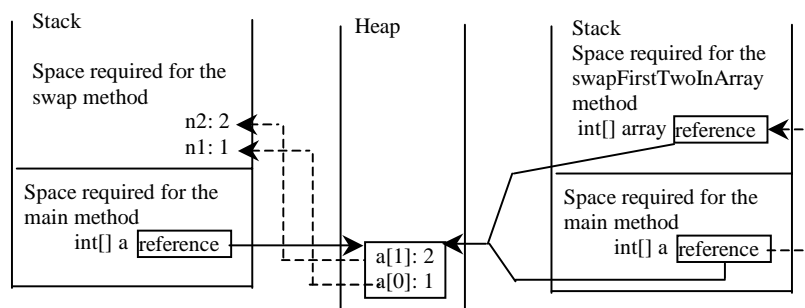 Stack
Space required for the
swap method
n2: 2
n1: 1
Space required for the
main method
int[] a reference
Heap
a[1]: 2
a[0]: 1
Stack
Space required for the
swapFirstTwoInArray
method
int[] array reference
Space required for the
main method
int[] a reference